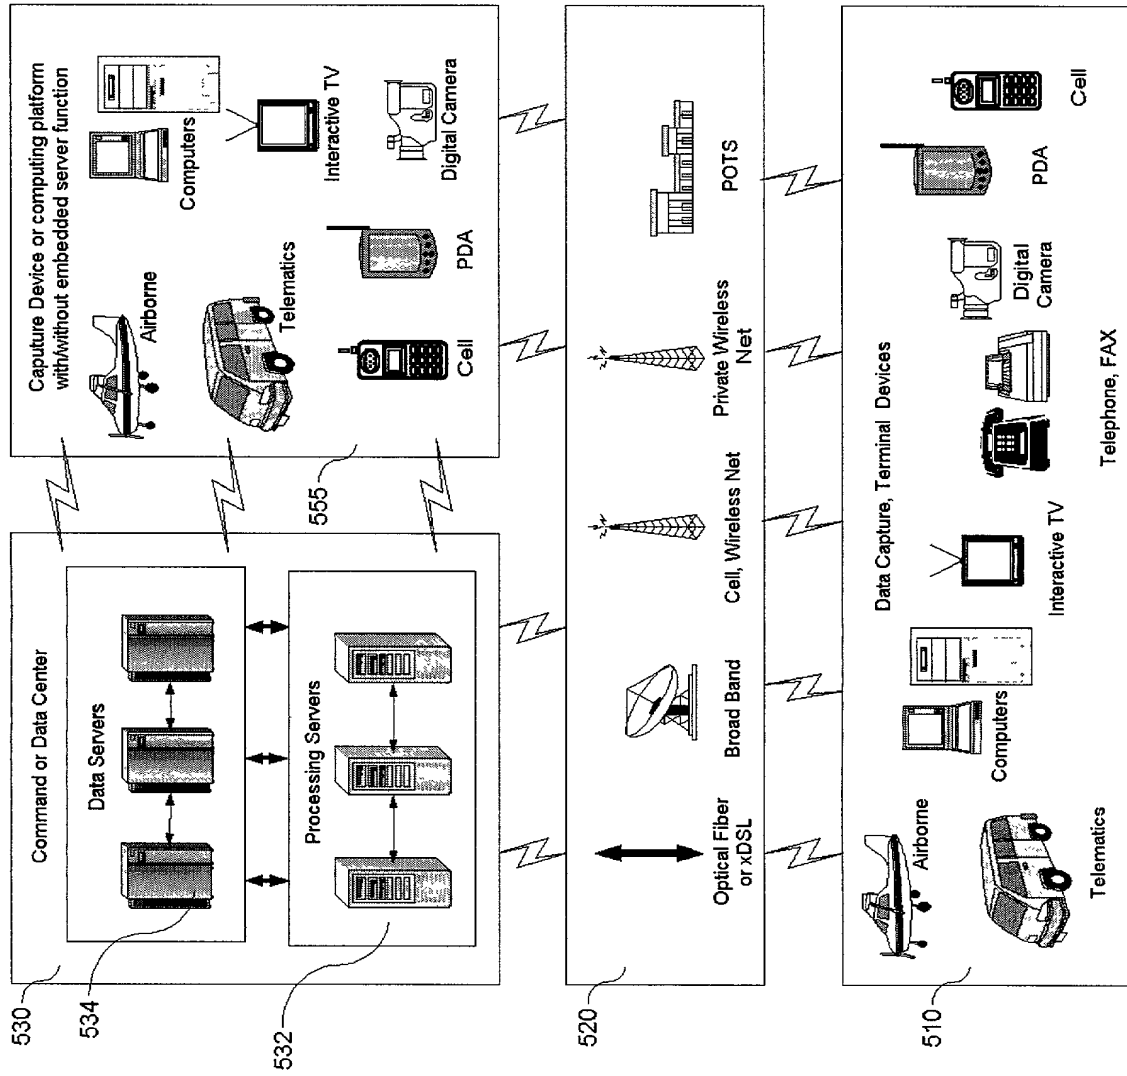 530
Command or Data Center
534
Data Servers
Processing Servers
532
Caputure Device or computing platform
with/without embedded server function
555
Airborne
Computers
Telematics
Interactive TV
Cell
PDA
Digital Camera
520
Optical Fiber
or xDSL
Broad Band
Cell, Wireless Net
Private Wireless
Net
POTS
510
Data Capture, Terminal Devices
Airborne
Telematics
Computers
Interactive TV
Telephone, FAX
Digital
Camera
PDA
Cell